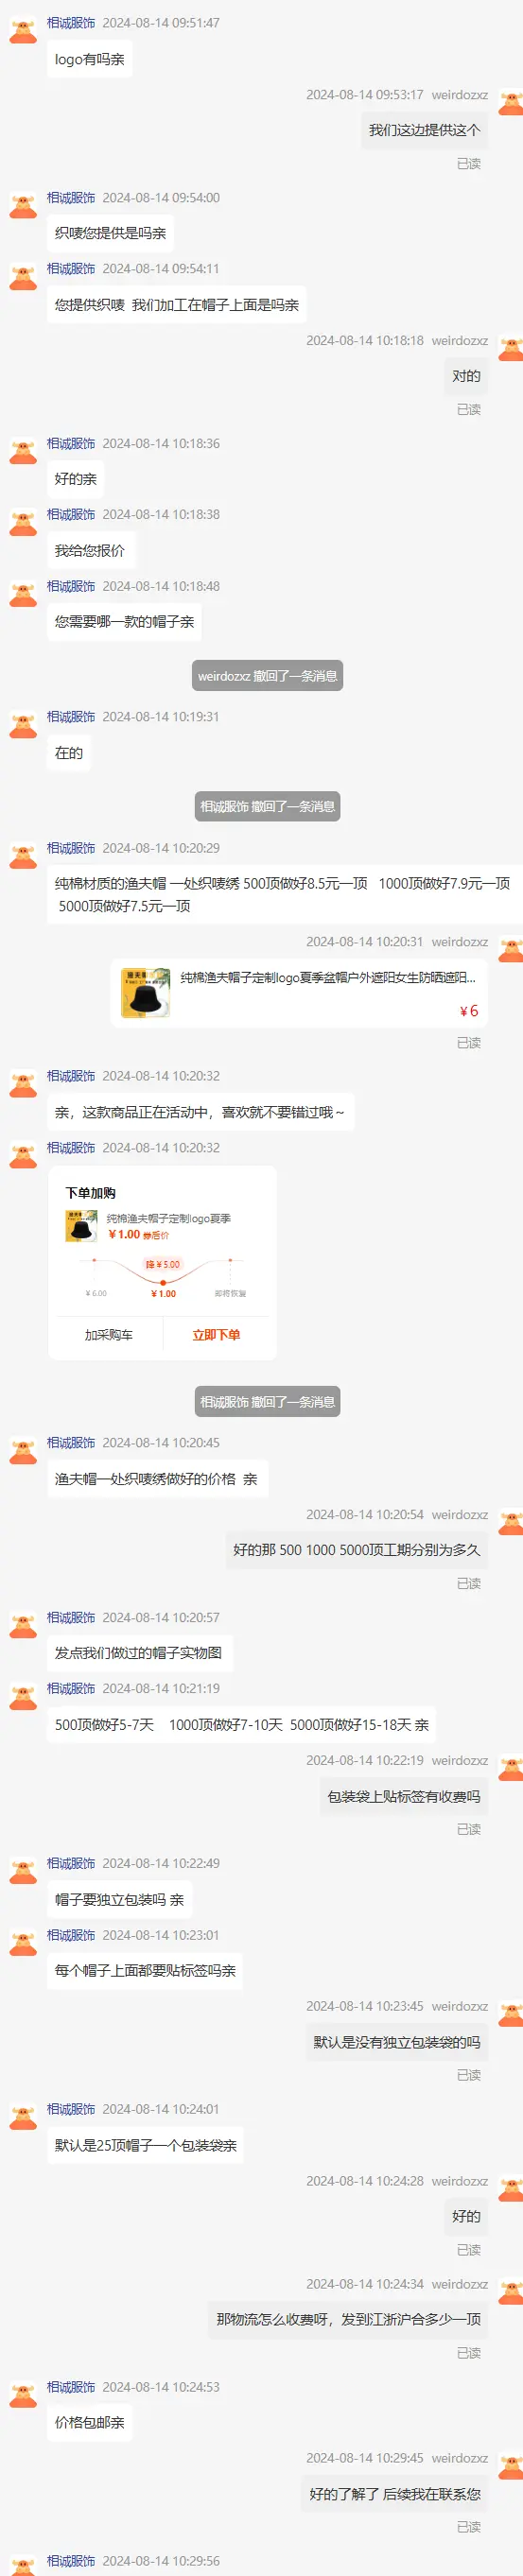 相诚服饰 2024-08-14 09:51:47
logo有吗亲
2024-08-14 09:53:17 weirdozxz
我们这边提供这个
已读
相诚服饰 2024-08-14 09:54:00
织唛您提供是吗亲
相诚服饰 2024-08-14 09:54:11
您提供织唛 我们加工在帽子上面是吗亲
2024-08-14 10:18:18 weirdozxz
对的
已读
相诚服饰 2024-08-14 10:18:36
好的亲
相诚服饰 2024-08-14 10:18:38
我给您报价
相诚服饰 2024-08-14 10:18:48
您需要哪一款的帽子亲
weirdozxz 撤回了一条消息
相诚服饰 2024-08-14 10:19:31
在的
相诚服饰 撤回了一条消息
相诚服饰 2024-08-14 10:20:29
纯棉材质的渔夫帽 一处织唛绣 500顶做好8.5元一顶 1000顶做好7.9元一顶
5000顶做好7.5元一顶
2024-08-14 10:20:31 weirdozxz
纯棉渔夫帽子定制logo夏季盆帽户外遮阳女生防晒遮阳...
¥6
已读
相诚服饰 2024-08-14 10:20:32
亲，这款商品正在活动中，喜欢就不要错过哦～
相诚服饰 2024-08-14 10:20:32
下单加购
纯棉渔夫帽子定制logo夏季
¥1.00 券后价
降¥5.00
¥6.00 ¥1.00 即将恢复
加采购车 立即下单
相诚服饰 撤回了一条消息
相诚服饰 2024-08-14 10:20:45
渔夫帽一处织唛绣做好的价格 亲
2024-08-14 10:20:54 weirdozxz
好的那 500 1000 5000顶工期分别为多久
已读
相诚服饰 2024-08-14 10:20:57
发点我们做过的帽子实物图
相诚服饰 2024-08-14 10:21:19
500顶做好5-7天 1000顶做好7-10天 5000顶做好15-18天 亲
2024-08-14 10:22:19 weirdozxz
包装袋上贴标签有收费吗
已读
相诚服饰 2024-08-14 10:22:49
帽子要独立包装吗 亲
相诚服饰 2024-08-14 10:23:01
每个帽子上面都要贴标签吗亲
2024-08-14 10:23:45 weirdozxz
默认是没有独立包装袋的吗
已读
相诚服饰 2024-08-14 10:24:01
默认是25顶帽子一个包装袋亲
2024-08-14 10:24:28 weirdozxz
好的
已读
2024-08-14 10:24:34 weirdozxz
那物流怎么收费呀，发到江浙沪合多少一顶
已读
相诚服饰 2024-08-14 10:24:53
价格包邮亲
2024-08-14 10:29:45 weirdozxz
好的了解了 后续我在联系您
已读
相诚服饰 2024-08-14 10:29:56